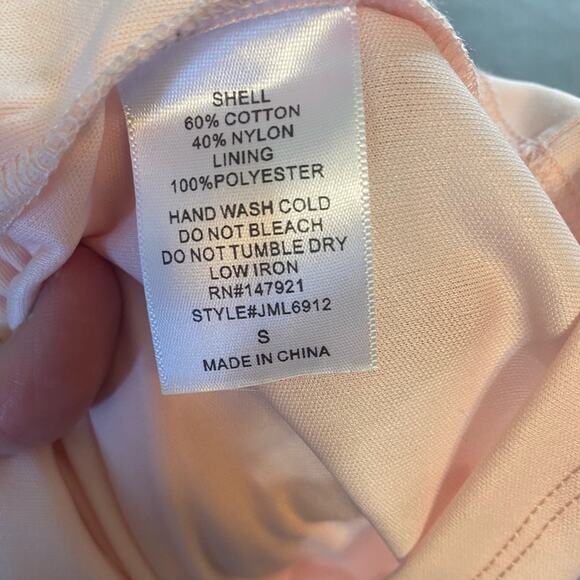 SHELL
60% COTTON
40% NYLON
LINING
100%POLYESTER
HAND WASH COLD
DO NOT BLEACH
DO NOT TUMBLE DRY
LOW IRON
RN#147921
STYLE#JML6912
S
MADE IN CHINA